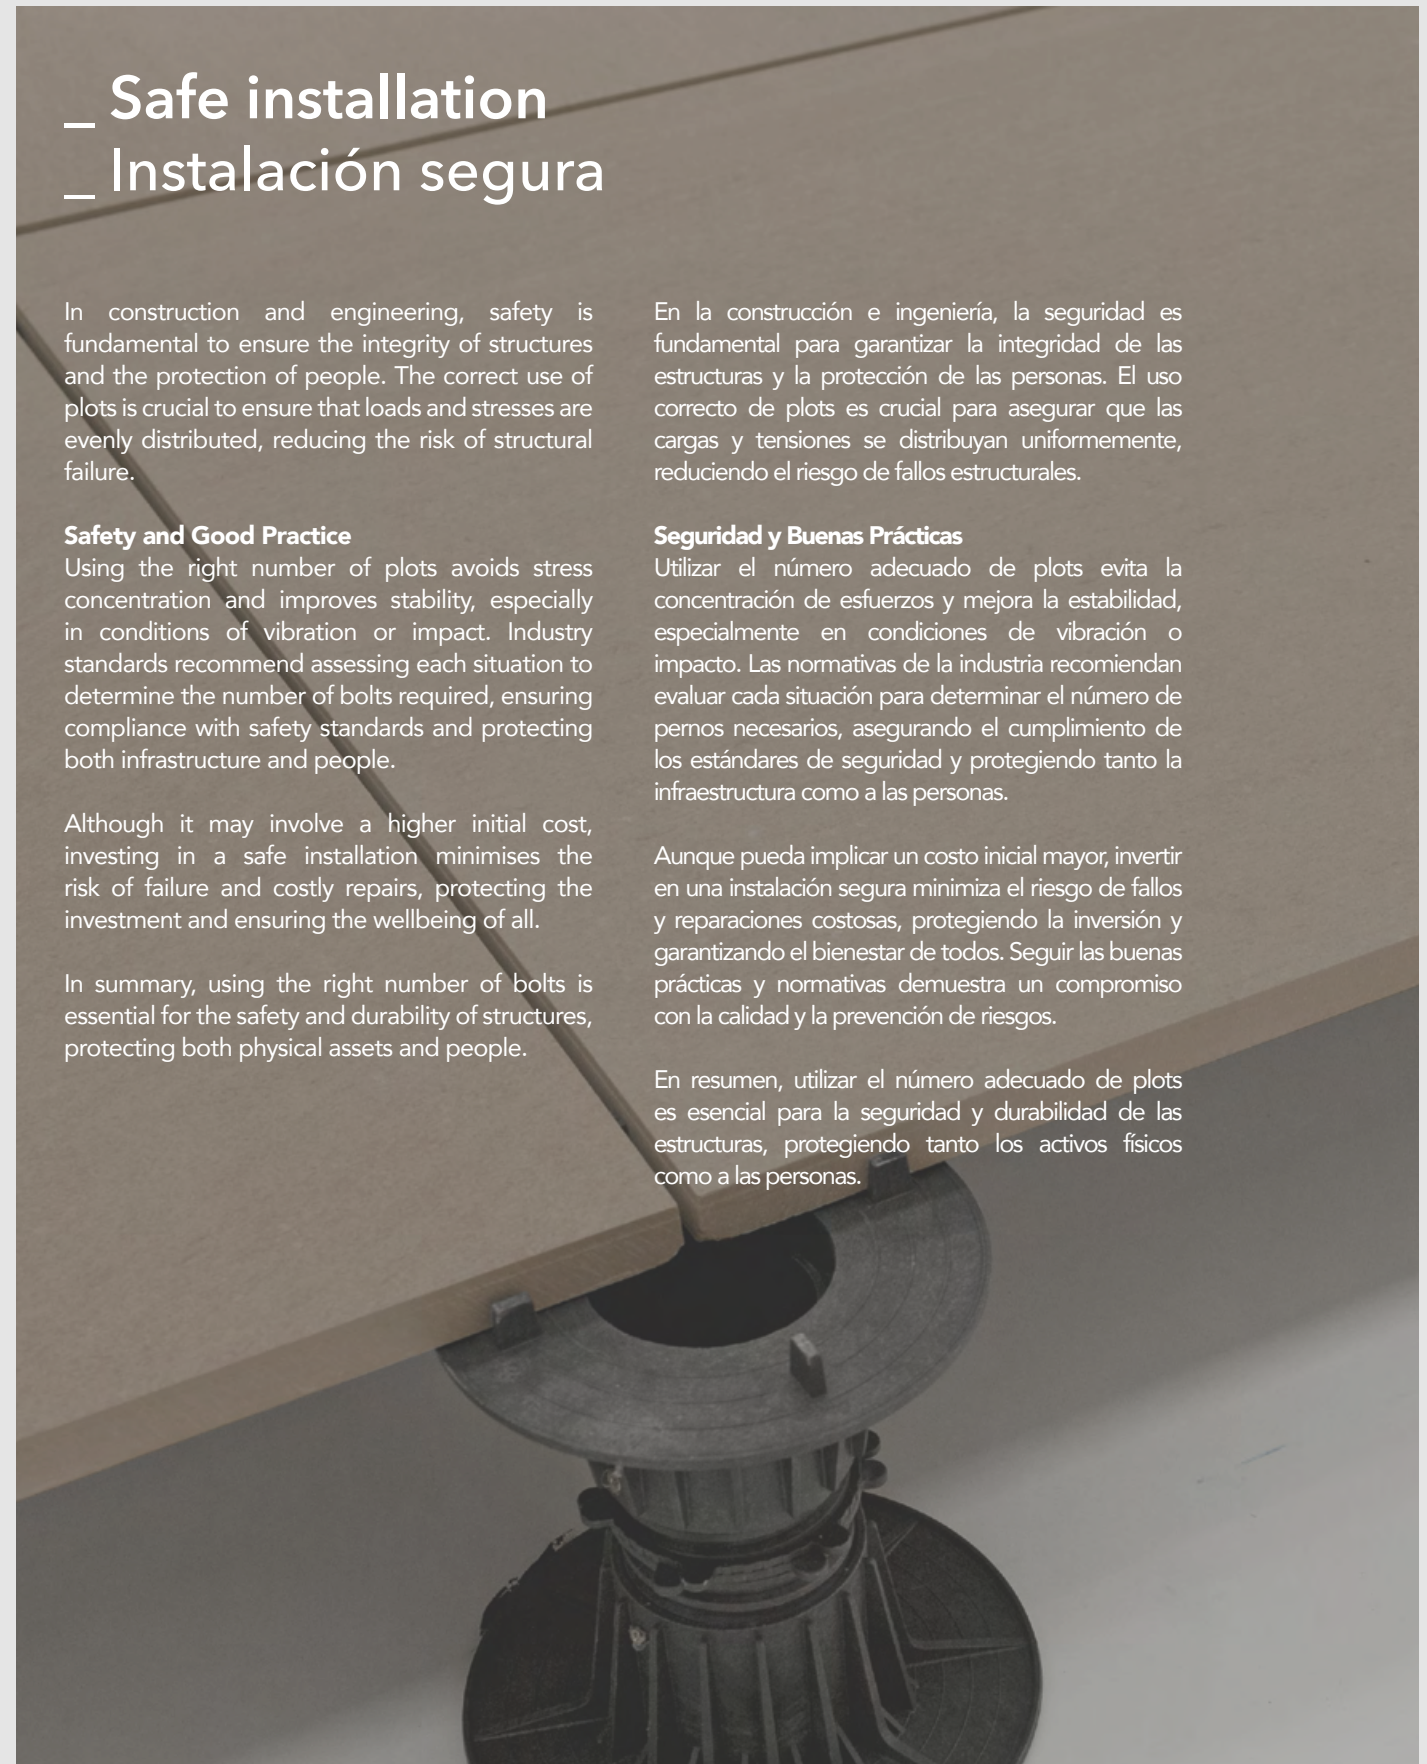 _ Safe installation
_ Instalación segura
In construction and engineering, safety is
fundamental to ensure the integrity of structures
and the protection of people. The correct use of
plots is crucial to ensure that loads and stresses are
evenly distributed, reducing the risk of structural
failure.
Safety and Good Practice
Using the right number of plots avoids stress
concentration and improves stability, especially
in conditions of vibration or impact. Industry
standards recommend assessing each situation to
determine the number of bolts required, ensuring
compliance with safety standards and protecting
both infrastructure and people.
Although it may involve a higher initial cost,
investing in a safe installation minimises the
risk of failure and costly repairs, protecting the
investment and ensuring the wellbeing of all.
In summary, using the right number of bolts is
essential for the safety and durability of structures,
protecting both physical assets and people.
En la construcción e ingeniería, la seguridad es
fundamental para garantizar la integridad de las
estructuras y la protección de las personas. El uso
correcto de plots es crucial para asegurar que las
cargas y tensiones se distribuyan uniformemente,
reduciendo el riesgo de fallos estructurales.
Seguridad y Buenas Prácticas
Utilizar el número adecuado de plots evita la
concentración de esfuerzos y mejora la estabilidad,
especialmente en condiciones de vibración o
impacto. Las normativas de la industria recomiendan
evaluar cada situación para determinar el número de
pernos necesarios, asegurando el cumplimiento de
los estándares de seguridad y protegiendo tanto la
infraestructura como a las personas.
Aunque pueda implicar un costo inicial mayor, invertir
en una instalación segura minimiza el riesgo de fallos
y reparaciones costosas, protegiendo la inversión y
garantizando el bienestar de todos. Seguir las buenas
prácticas y normativas demuestra un compromiso
con la calidad y la prevención de riesgos.
En resumen, utilizar el número adecuado de plots
es esencial para la seguridad y durabilidad de las
estructuras, protegiendo tanto los activos físicos
como a las personas.